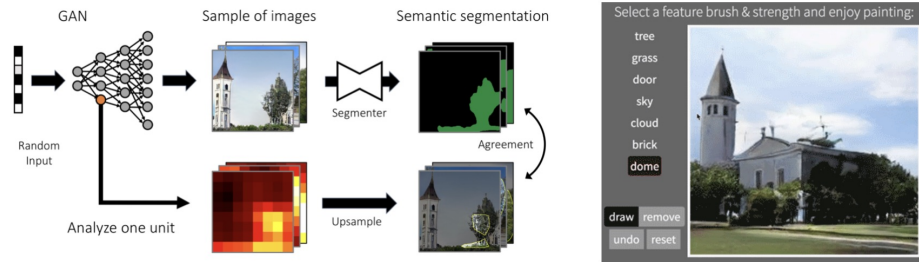 GAN
Sample of images
Semantic segmentation
Random
Input
Segmenter
Agreement
Analyze one unit
Upsample
Select a feature brush & strength and enjoy painting:
tree
grass
door
sky
cloud
brick
dome
draw remove
undo reset